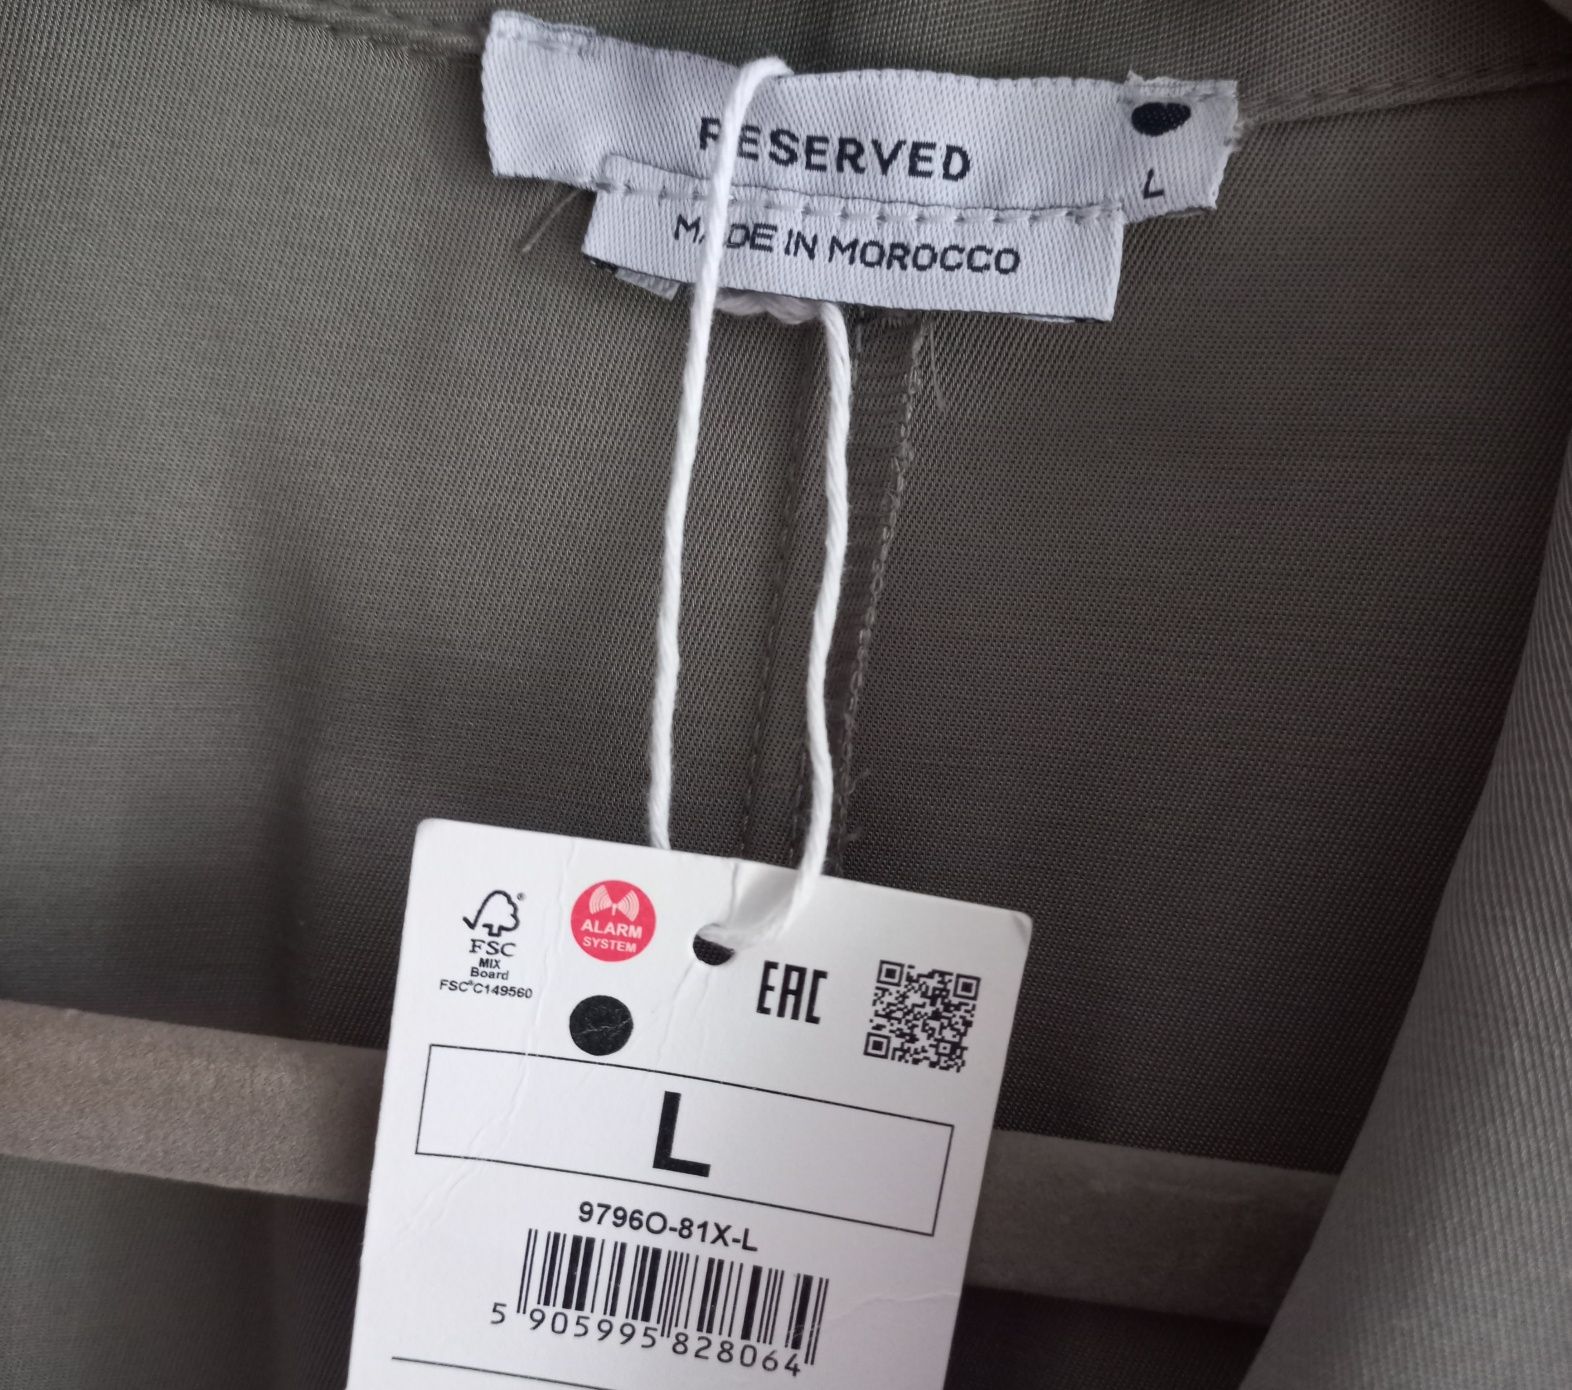 RESERVED
L
MADE IN MOROCCO
FSC®
MIX
Board
FSC®C149560
ALARM
SYSTEM
EAC
L
9796O-81X-L
5 905995 828064